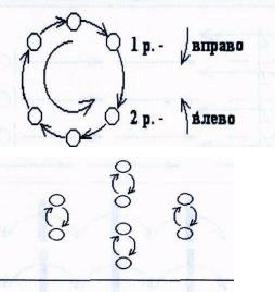 1 р. - вправо
2 р. - влево